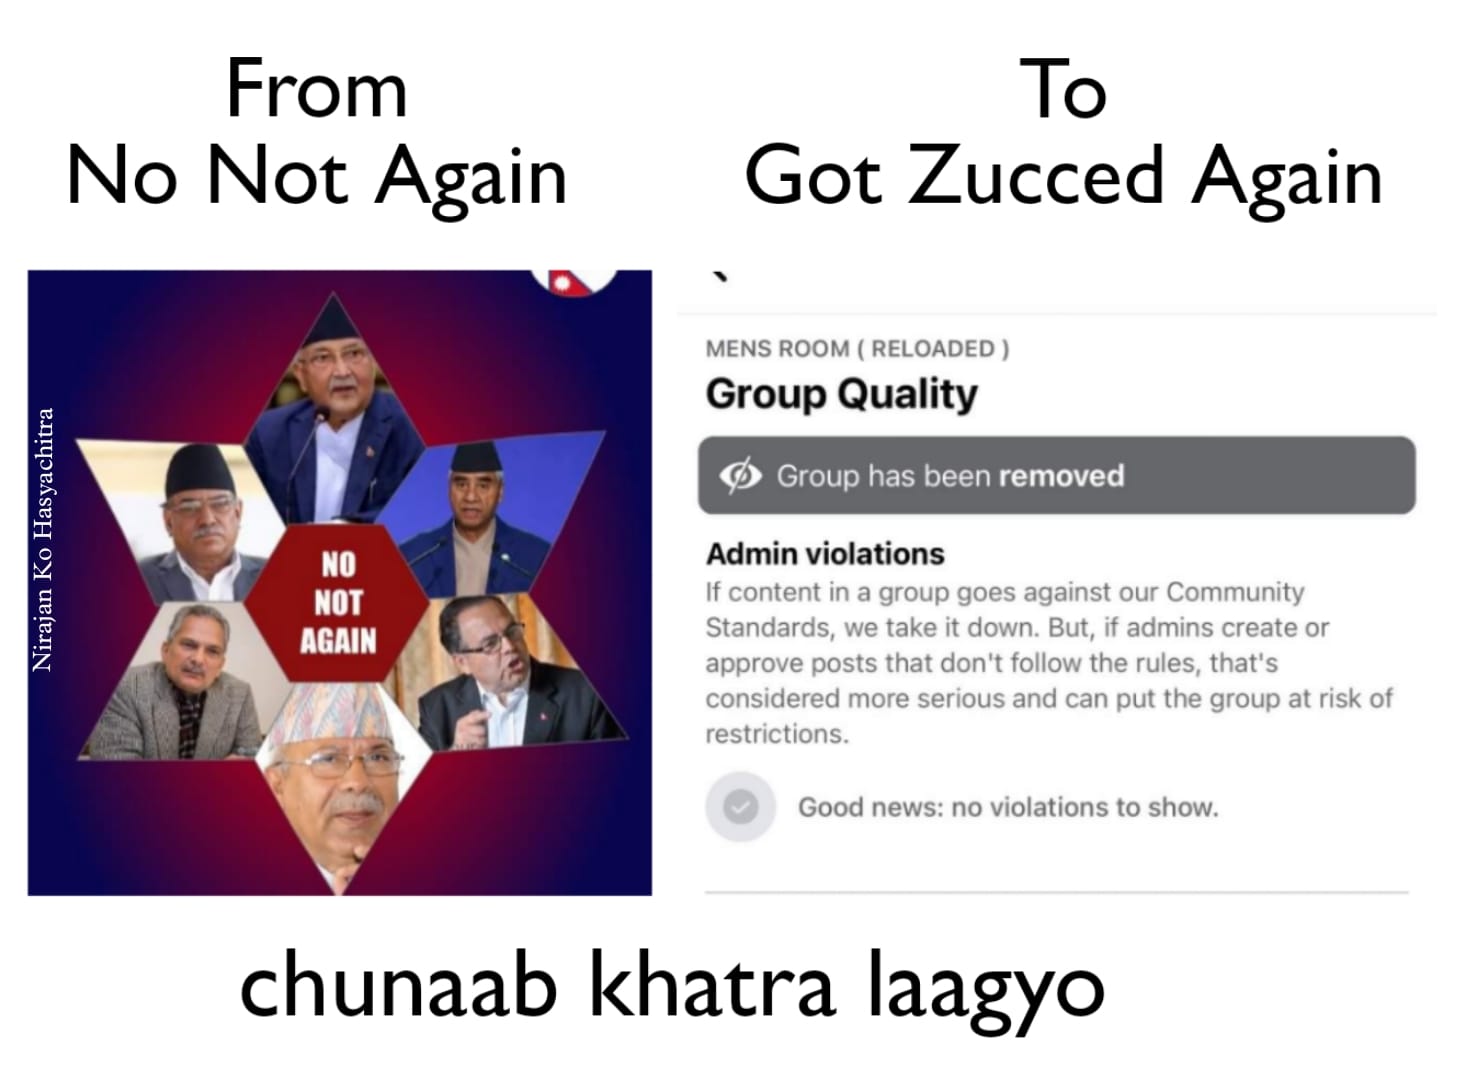 From
No Not Again
To
Got Zucced Again
Nirajan Ko Hasyachitra
NO
NOT
AGAIN
MENS ROOM ( RELOADED )
Group Quality
Group has been removed
Admin violations
If content in a group goes against our Community
Standards, we take it down. But, if admins create or
approve posts that don't follow the rules, that's
considered more serious and can put the group at risk of
restrictions.
Good news: no violations to show.
chunaab khatra laagyo